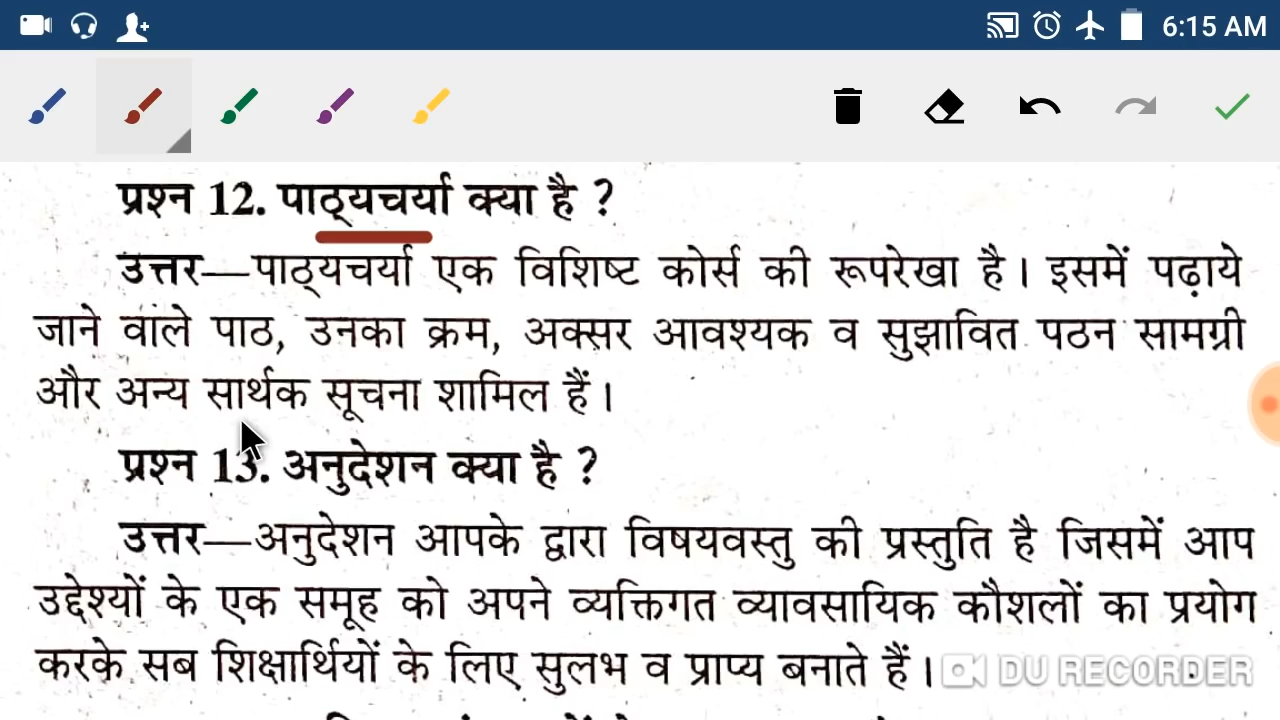 6:15 AM
प्रश्न 12. पाठ्यचर्या क्या है ?
उत्तर—पाठ्यचर्या एक विशिष्ट कोर्स की रूपरेखा है। इसमें पढ़ाये
जाने वाले पाठ, उनका क्रम, अक्सर आवश्यक व सुझावित पठन सामग्री
और अन्य सार्थक सूचना शामिल हैं।
प्रश्न 13. अनुदेशन क्या है ?
उत्तर—अनुदेशन आपके द्वारा विषयवस्तु की प्रस्तुति है जिसमें आप
उद्देश्यों के एक समूह को अपने व्यक्तिगत व्यावसायिक कौशलों का प्रयोग
करके सब शिक्षार्थियों के लिए सुलभ व प्राप्य बनाते हैं।
DU RECORDER